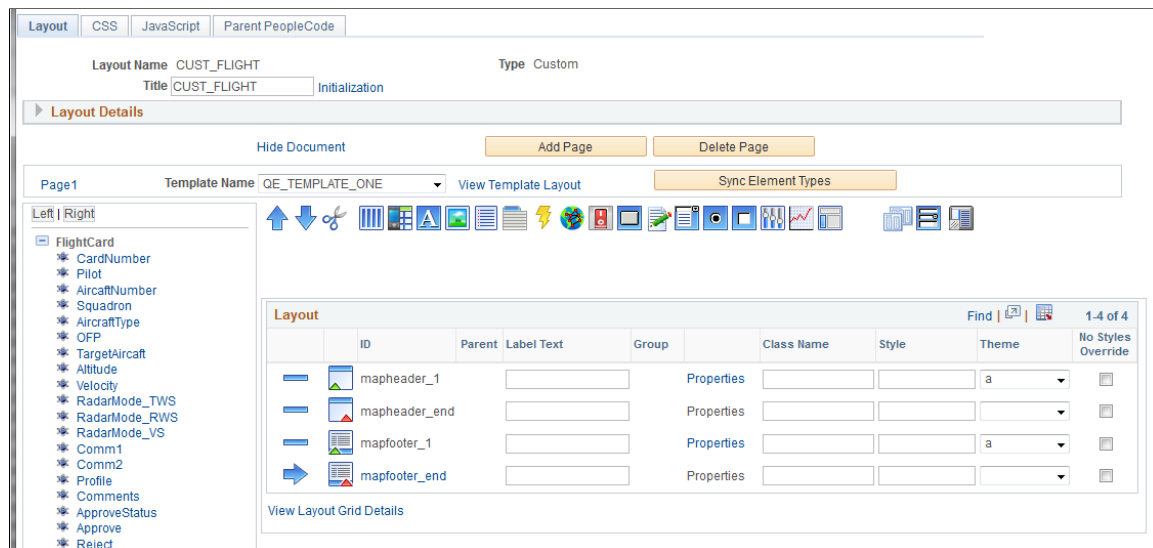 Layout CSS JavaScript Parent PeopleCode
Layout Name CUST_FLIGHT Type Custom
Title CUST_FLIGHT Initialization
Layout Details
Hide Document Add Page Delete Page
Page1 Template Name QE_TEMPLATE_ONE View Template Layout Sync Element Types
Left | Right
FlightCard
CardNumber
Pilot
AircaftNumber
Squadron
AircraftType
OFP
TargetAircaft
Altitude
Velocity
RadarMode_TWS
RadarMode_RWS
RadarMode_VS
Comm1
Comm2
Profile
Comments
ApproveStatus
Approve
Reject
A
Layout Find | | 1-4 of 4
ID Parent Label Text Group Class Name Style Theme No Styles Override
mapheader_1 Properties a
mapheader_end Properties
mapfooter_1 Properties a
mapfooter_end Properties
View Layout Grid Details